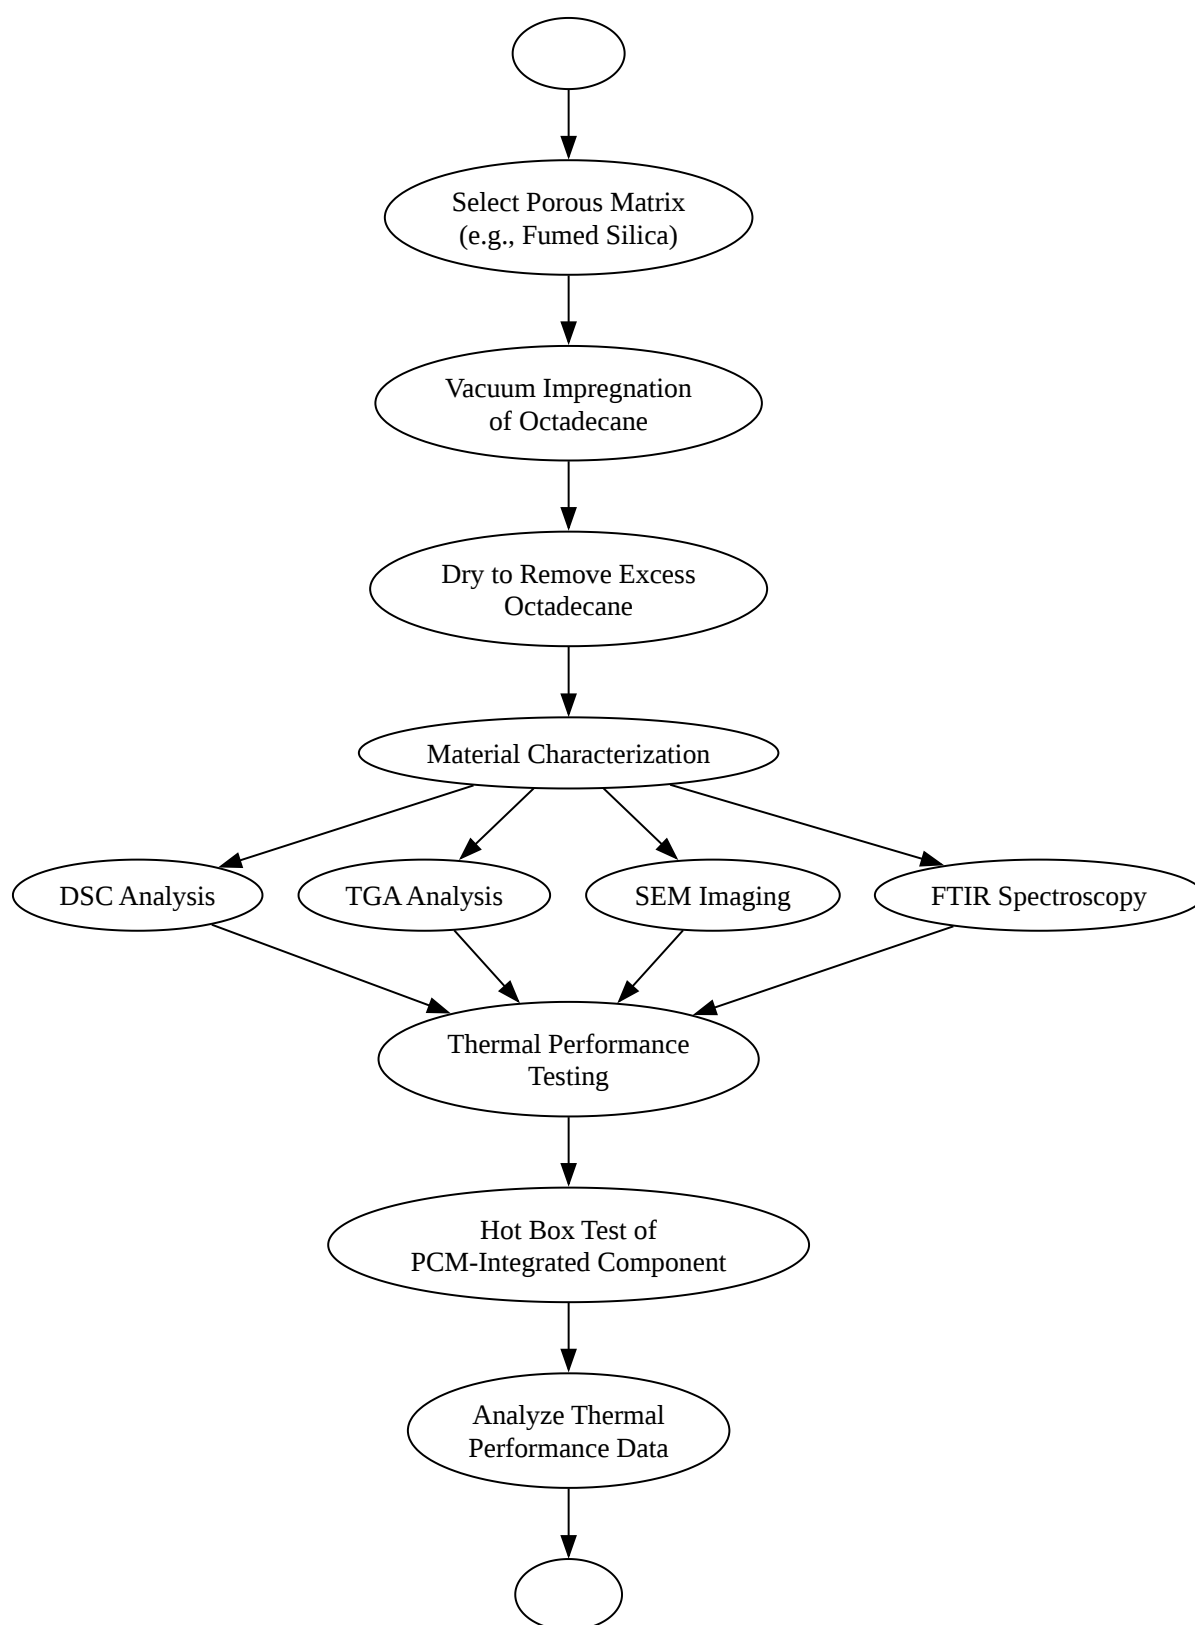 Select Porous Matrix
(e.g., Fumed Silica)
Vacuum Impregnation
of Octadecane
Dry to Remove Excess
Octadecane
Material Characterization
DSC Analysis
TGA Analysis
SEM Imaging
FTIR Spectroscopy
Thermal Performance
Testing
Hot Box Test of
PCM-Integrated Component
Analyze Thermal
Performance Data